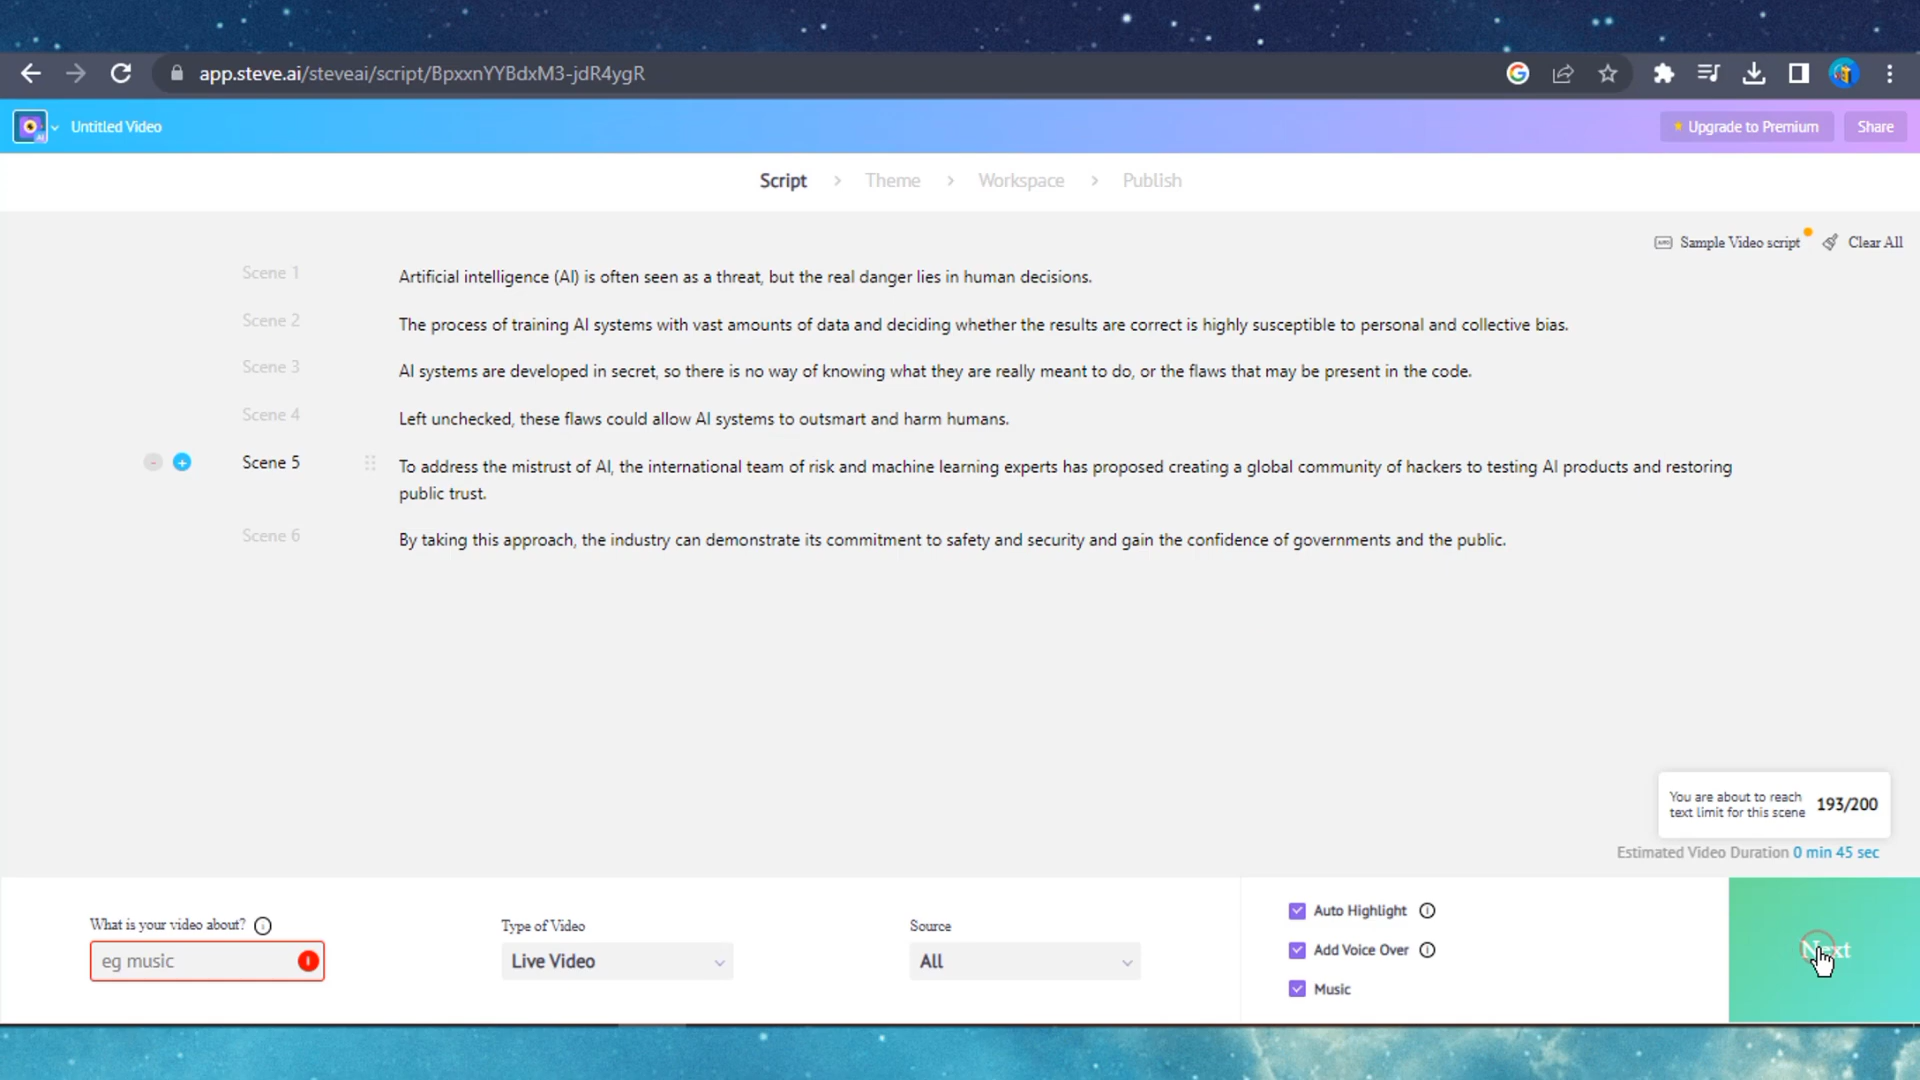 app.steve.ai/steveai/script/BpxxnYYBdxM3-jdR4ygR
Untitled Video
Upgrade to Premium
Share
Script > Theme > Workspace > Publish
Sample Video script
Clear All
Scene 1
Artificial intelligence (AI) is often seen as a threat, but the real danger lies in human decisions.
Scene 2
The process of training AI systems with vast amounts of data and deciding whether the results are correct is highly susceptible to personal and collective bias.
Scene 3
AI systems are developed in secret, so there is no way of knowing what they are really meant to do, or the flaws that may be present in the code.
Scene 4
Left unchecked, these flaws could allow AI systems to outsmart and harm humans.
Scene 5
To address the mistrust of AI, the international team of risk and machine learning experts has proposed creating a global community of hackers to testing AI products and restoring
public trust.
Scene 6
By taking this approach, the industry can demonstrate its commitment to safety and security and gain the confidence of governments and the public.
You are about to reach
text limit for this scene
193/200
Estimated Video Duration 0 min 45 sec
What is your video about?
eg music
Type of Video
Live Video
Source
All
Auto Highlight
Add Voice Over
Music
Next